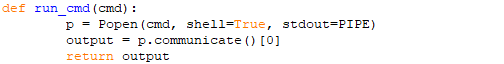 def run_cmd(cmd):
        p = Popen(cmd, shell=True, stdout=PIPE)
        output = p.communicate()[0]
        return output